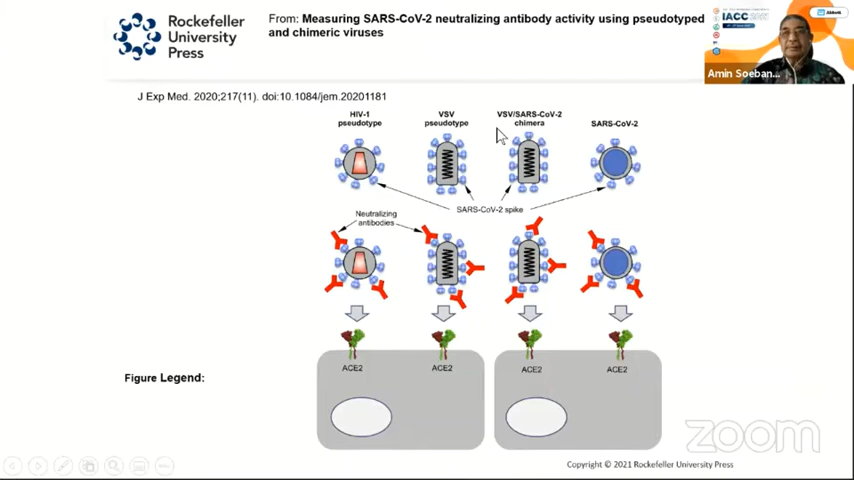 Rockefeller
University
Press
From: Measuring SARS-CoV-2 neutralizing antibody activity using pseudotyped
and chimeric viruses
IACC
Amin Soeban...
J Exp Med. 2020;217(11). doi:10.1084/jem.20201181
HIV-1
pseudotype
VSV
pseudotype
VSV/SARS-CoV-2
chimera
SARS-CoV-2
SARS-CoV-2 spike
Neutralizing
antibodies
ACE2
ACE2
ACE2
ACE2
Figure Legend:
zoom
Copyright © 2021 Rockefeller University Press